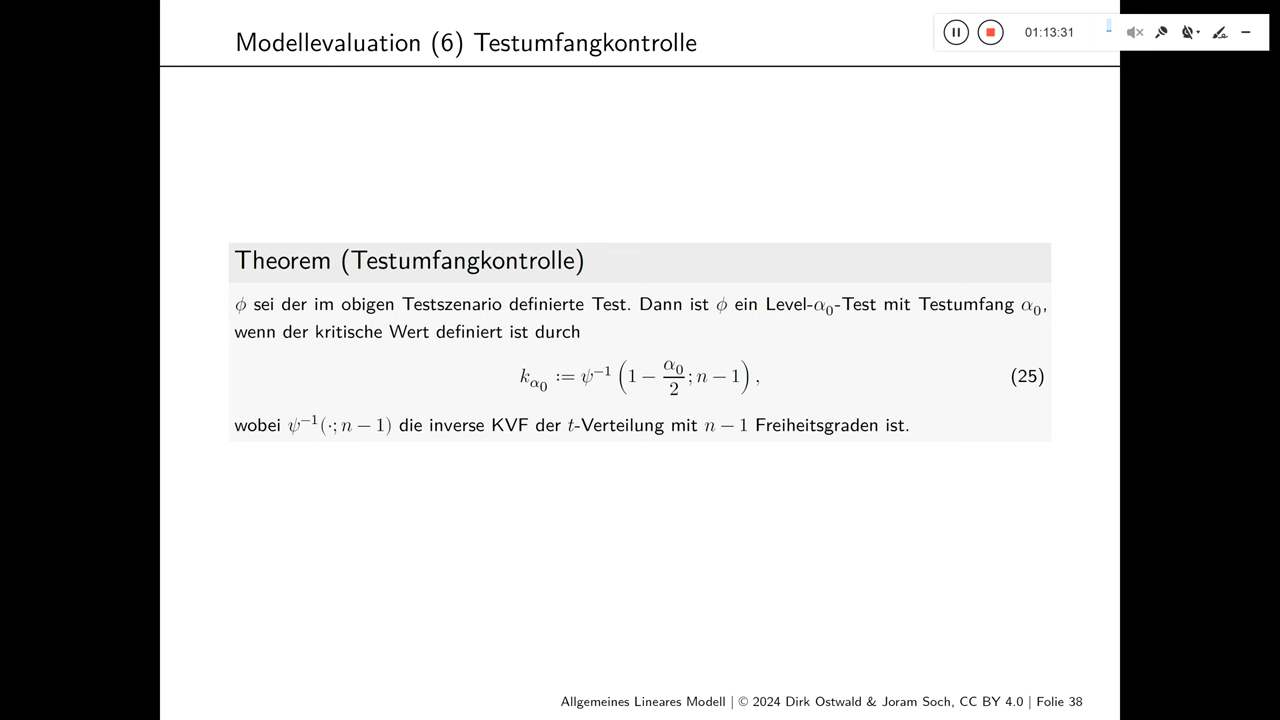 Modellevaluation (6) Testumfangkontrolle
01:13:31
Theorem (Testumfangkontrolle)
ϕ sei der im obigen Testszenario definierte Test. Dann ist ϕ ein Level-α₀-Test mit Testumfang α₀,
wenn der kritische Wert definiert ist durch
k_{α₀} := ψ⁻¹ (1 − α₀/2; n − 1), (25)
wobei ψ⁻¹(·; n − 1) die inverse KVF der t-Verteilung mit n − 1 Freiheitsgraden ist.
Allgemeines Lineares Modell | © 2024 Dirk Ostwald & Joram Soch, CC BY 4.0 | Folie 38